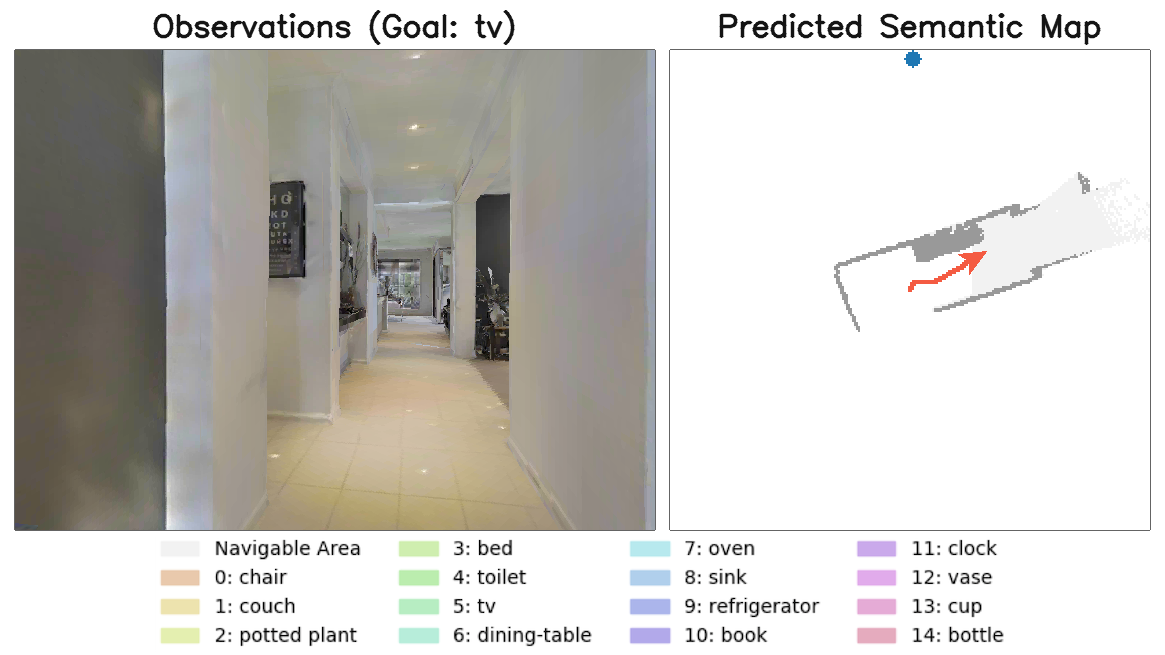 Observations (Goal: tv)
Predicted Semantic Map
HG
KD
Navigable Area
0: chair
1: couch
2: potted plant
3: bed
4: toilet
5: tv
6: dining-table
7: oven
8: sink
9: refrigerator
10: book
11: clock
12: vase
13: cup
14: bottle